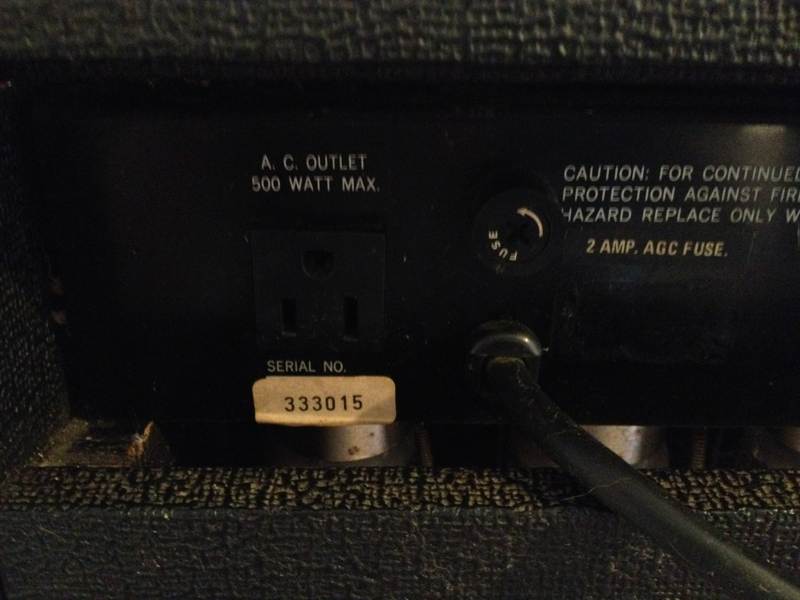 A. C. OUTLET
500 WATT MAX.
FUSE
CAUTION: FOR CONTINUED
PROTECTION AGAINST FIR
HAZARD REPLACE ONLY W
2 AMP. AGC FUSE.
SERIAL NO.
333015